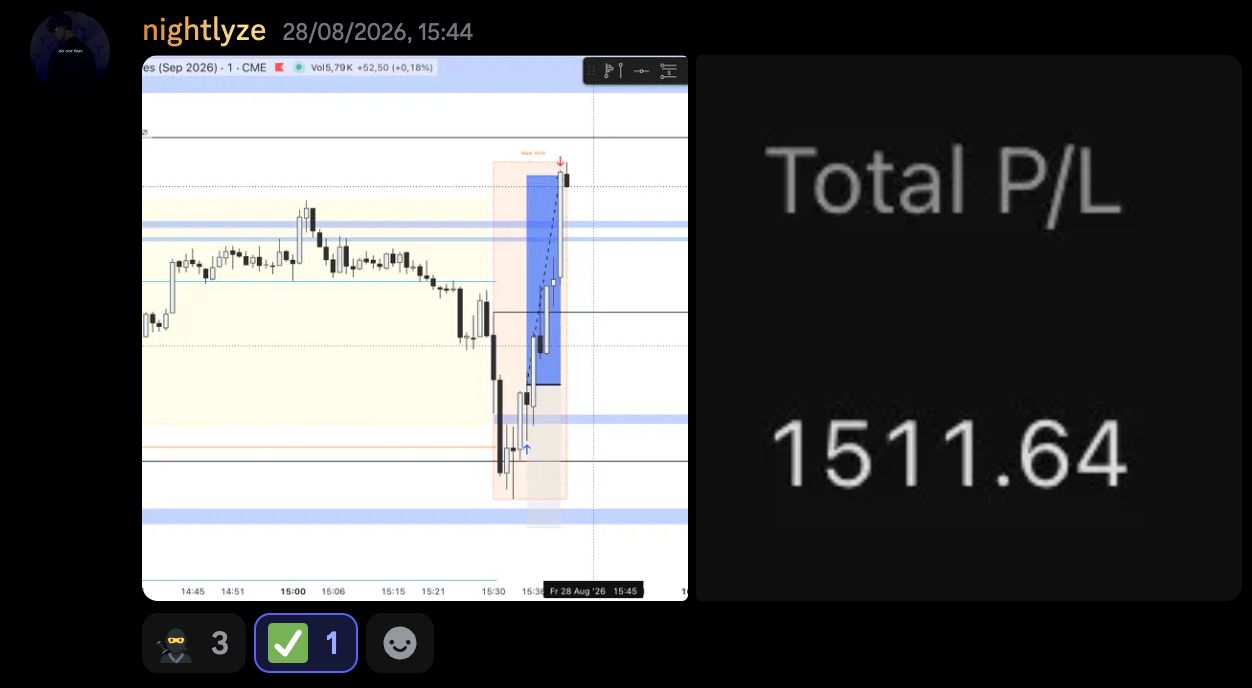 nightlyze 28/08/2026, 15:44
es (Sep 2026) · 1 · CME Vol5,79K +52,50 (+0,18%)
New York
14:45 14:51 15:00 15:06 15:15 15:21 15:30 15:36 Fr 28 Aug '26 15:45
Total P/L
1511.64
3 1